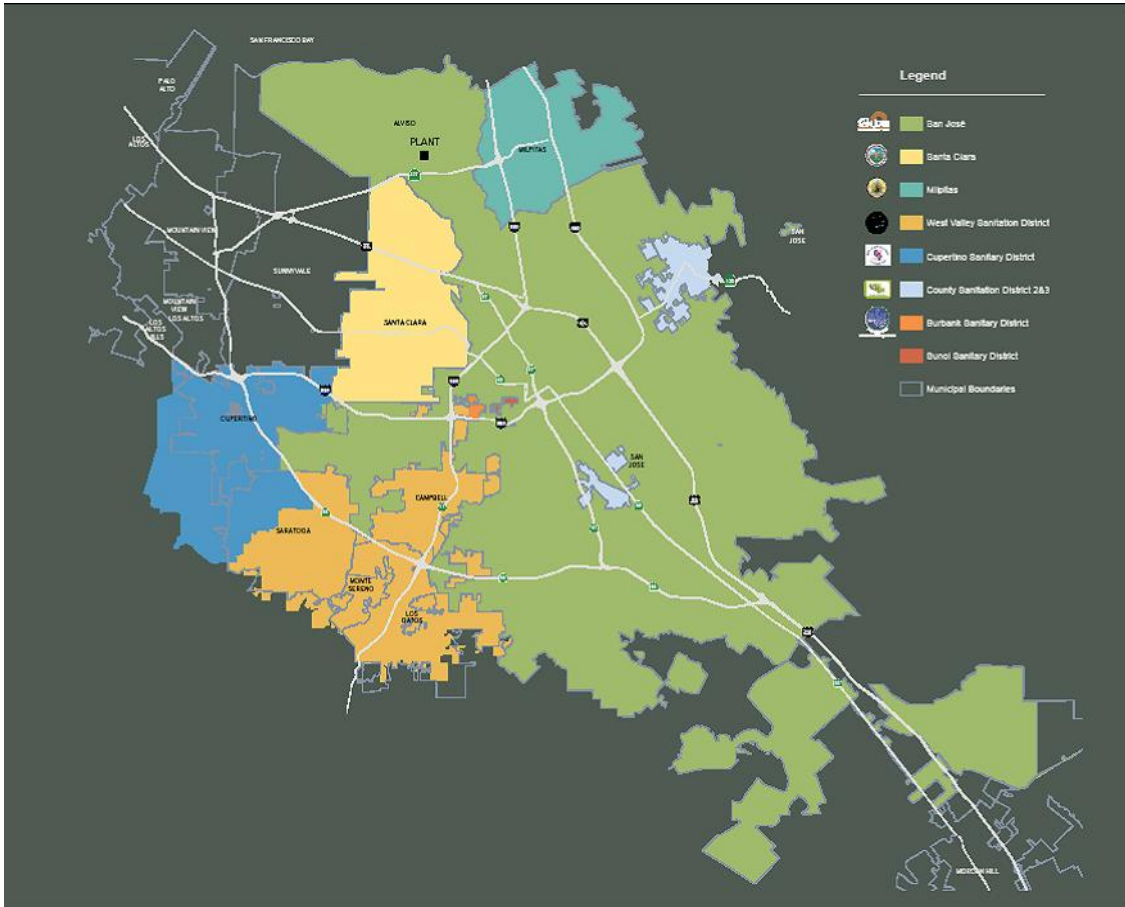 SAN FRANCISCO BAY
PALO
ALTO
LOS
ALTOS
ALVISO
PLANT
MILPITAS
MOUNTAIN VIEW
SUNNYVALE
MOUNTAIN
VIEW
LOS ALTOS
LOS
ALTOS
HILLS
SANTA CLARA
SAN
JOSE
CUPERTINO
SAN
JOSE
CAMPBELL
SARATOGA
MONTE
SERENO
LOS
GATOS
MORGAN HILL
Legend
San José
Santa Clara
Milpitas
West Valley Sanitation District
Cupertino Sanitary District
County Sanitation District 2&3
Burbank Sanitary District
Sunol Sanitary District
Municipal Boundaries